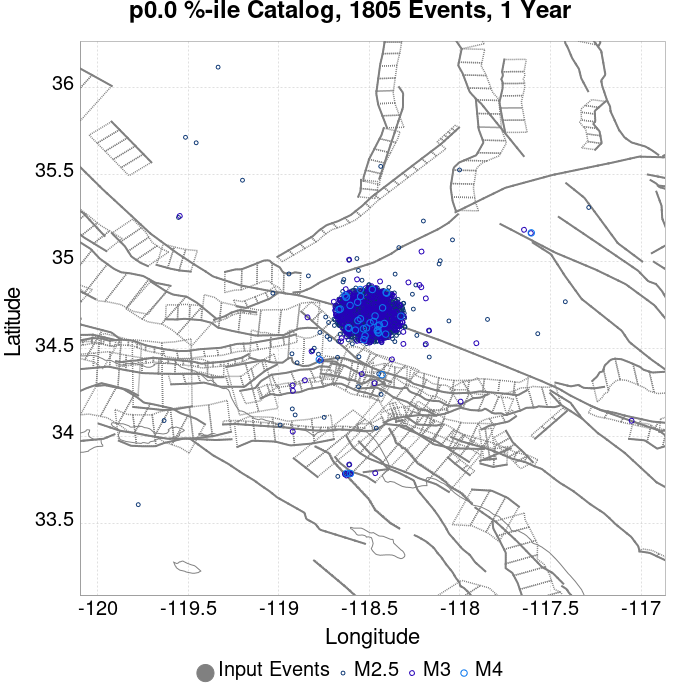 p0.0 %-ile Catalog, 1805 Events, 1 Year
36
35.5
35
34.5
34
33.5
Latitude
-120 -119.5 -119 -118.5 -118 -117.5 -117
Longitude
Input Events M2.5 M3 M4